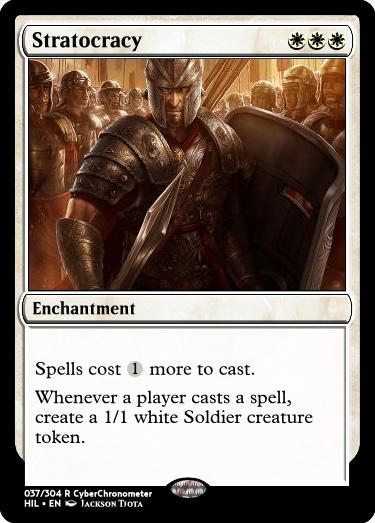 Stratocracy
Enchantment
Spells cost 1 more to cast.
Whenever a player casts a spell,
create a 1/1 white Soldier creature
token.
037/304 R CyberChronometer
HIL • EN Jackson Tjota